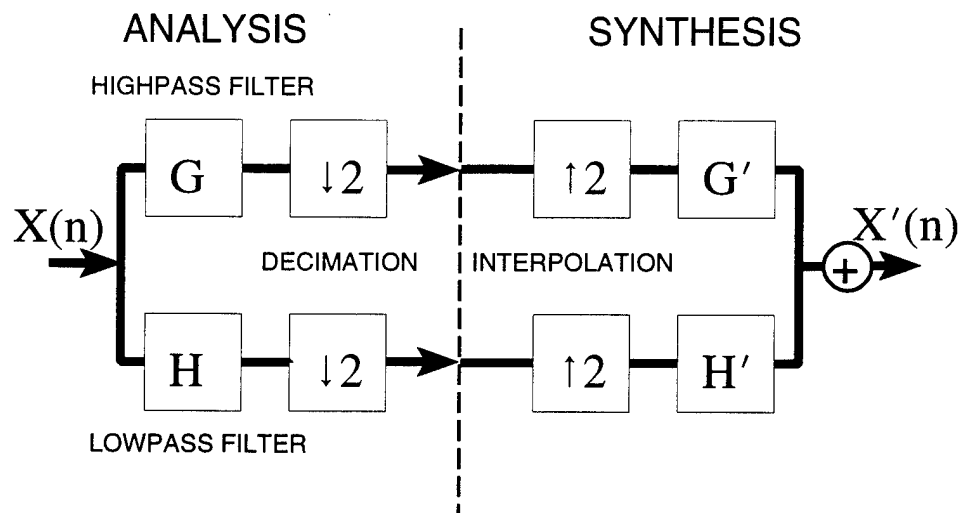 ANALYSIS
SYNTHESIS
HIGHPASS FILTER
G
↓2
↑2
G′
X(n)
DECIMATION
INTERPOLATION
+
X′(n)
H
↓2
↑2
H′
LOWPASS FILTER